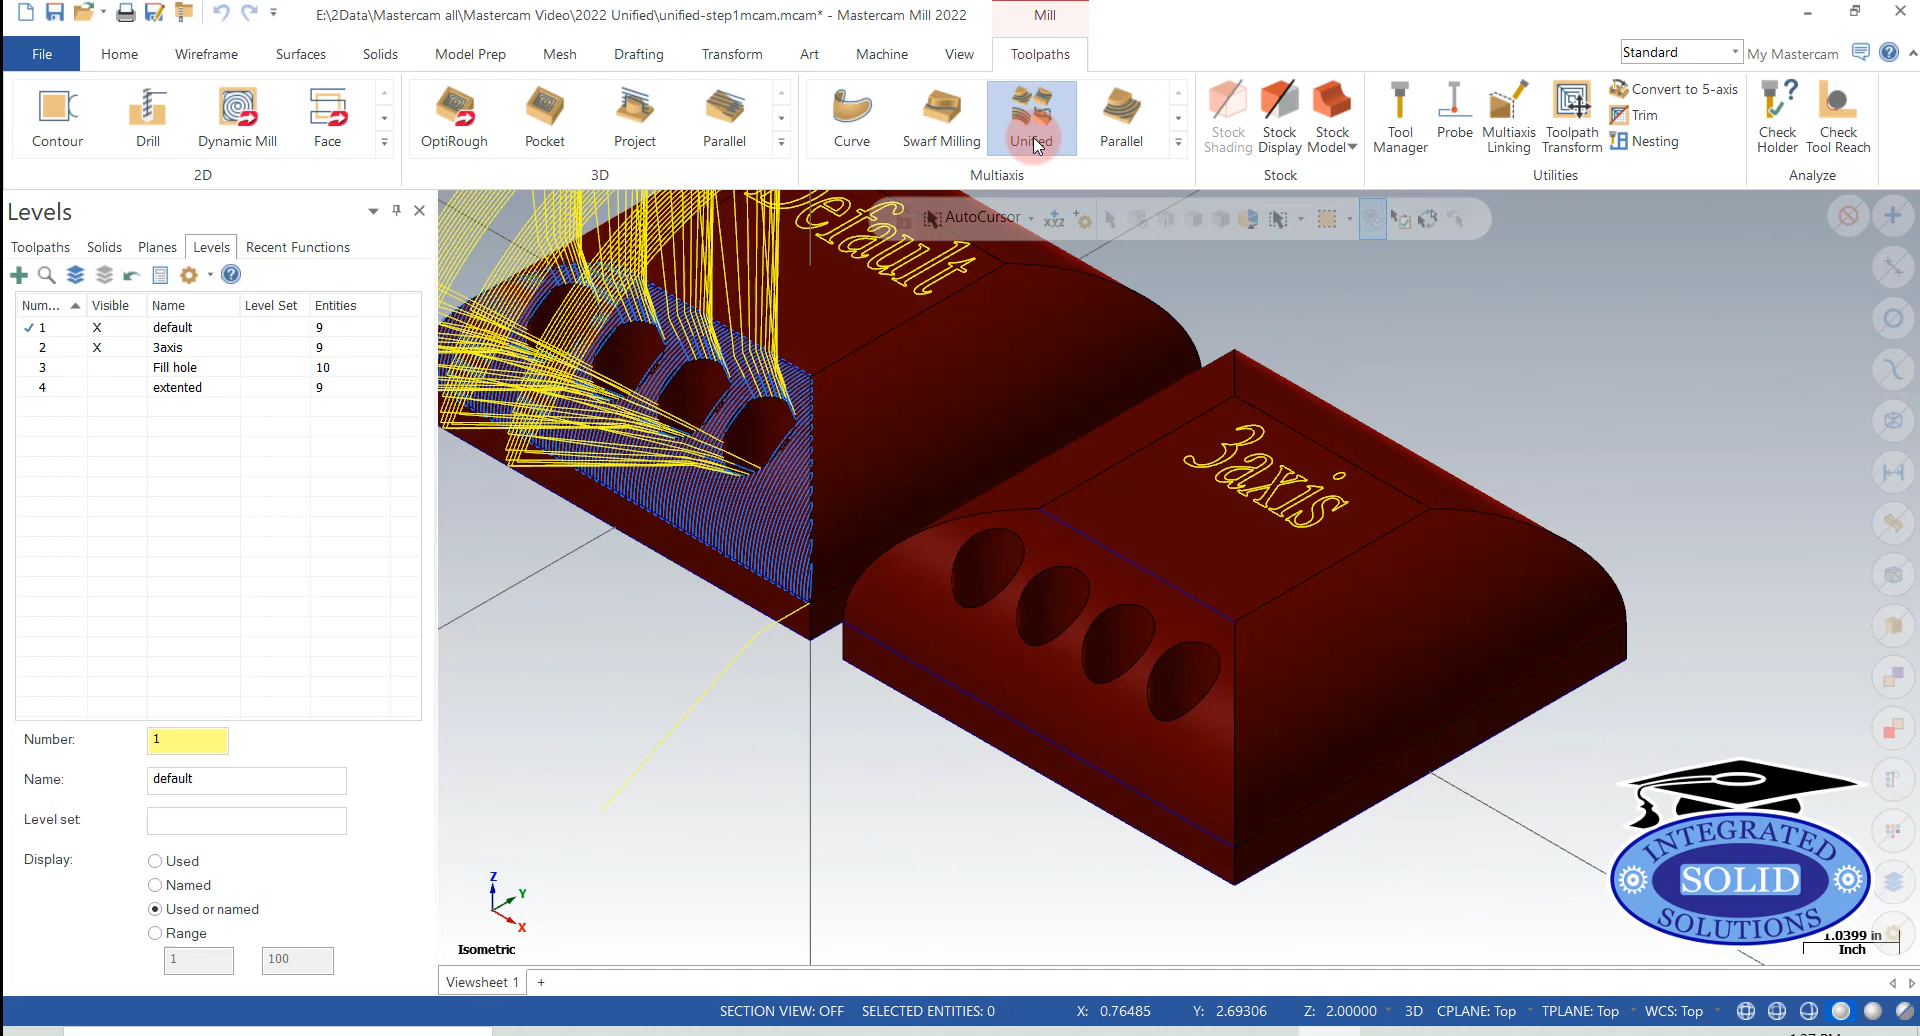 E:\2Data\Mastercam all\Mastercam Video\2022 Unified\unified-step1mcam.mcam* - Mastercam Mill 2022
Mill
File Home Wireframe Surfaces Solids Model Prep Mesh Drafting Transform Art Machine View Toolpaths
Standard My Mastercam
Contour Drill Dynamic Mill Face
2D
OptiRough Pocket Project Parallel
3D
Curve Swarf Milling Unified Parallel
Multiaxis
Stock Shading Stock Display Stock Model
Stock
Tool Manager Probe Multiaxis Linking Toolpath Transform
Convert to 5-axis
Trim
Nesting
Utilities
Check Holder Check Tool Reach
Analyze
Levels
Toolpaths Solids Planes Levels Recent Functions
Num... Visible Name Level Set Entities
1 X default 9
2 X 3axis 9
3 Fill hole 10
4 extented 9
Number: 1
Name: default
Level set:
Display:
Used
Named
Used or named
Range
1 100
AutoCursor
Default
3axis
Z
Y
X
Isometric
INTEGRATED
SOLID
SOLUTIONS
1.0399 in
Inch
Viewsheet 1 +
SECTION VIEW: OFF SELECTED ENTITIES: 0 X: 0.76485 Y: 2.69306 Z: 2.00000 3D CPLANE: Top TPLANE: Top WCS: Top